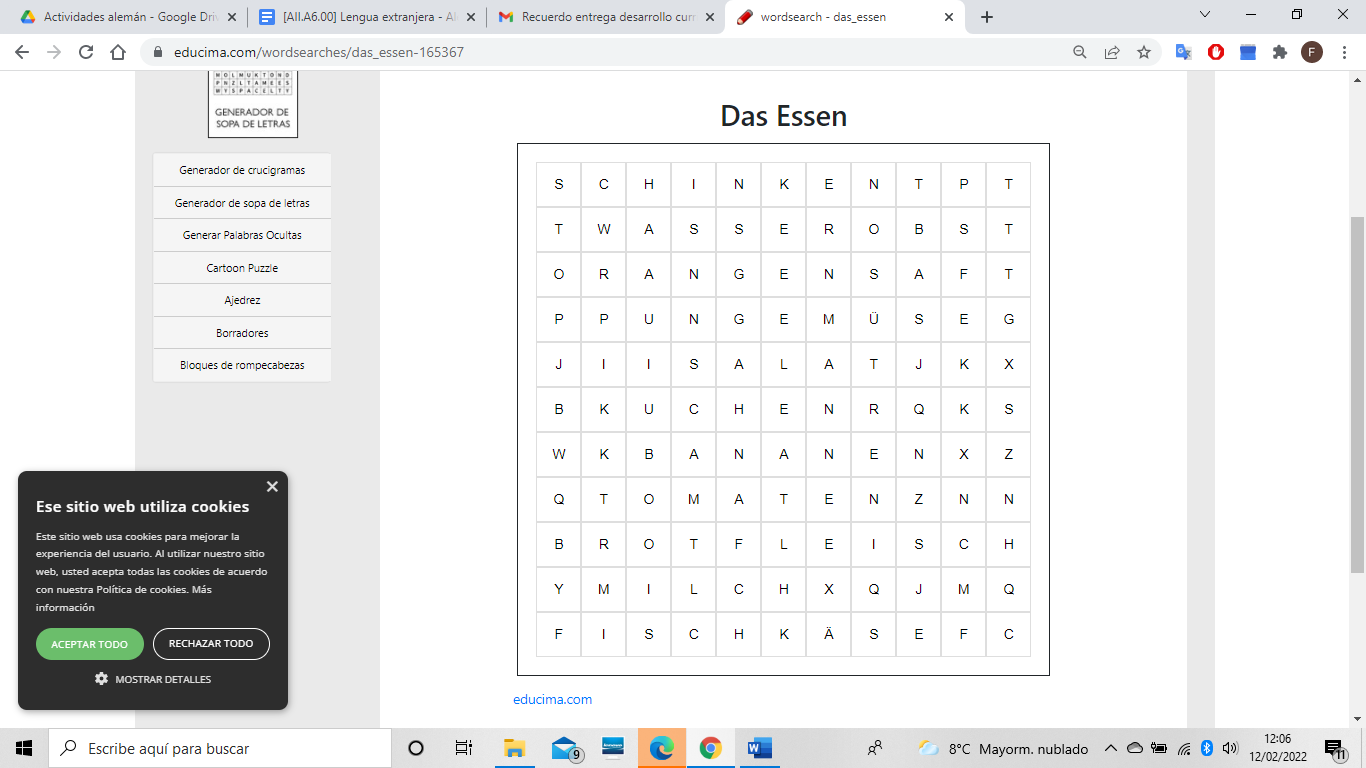 Actividades alemán - Google Driv
[AII.A6.00] Lengua extranjera - Al
Recuerdo entrega desarrollo curr
wordsearch - das_essen
educima.com/wordsearches/das_essen-165367
F
H O L M U K T O N D
P N Z L T A M E E S
M Y S P A C E L T Y
GENERADOR DE
SOPA DE LETRAS
Generador de crucigramas
Generador de sopa de letras
Generar Palabras Ocultas
Cartoon Puzzle
Ajedrez
Borradores
Bloques de rompecabezas
Das Essen
S C H I N K E N T P T
T W A S S E R O B S T
O R A N G E N S A F T
P P U N G E M Ü S E G
J I I S A L A T J K X
B K U C H E N R Q K S
W K B A N A N E N X Z
Q T O M A T E N Z N N
B R O T F L E I S C H
Y M I L C H X Q J M Q
F I S C H K Ä S E F C
educima.com
Ese sitio web utiliza cookies
Este sitio web usa cookies para mejorar la
experiencia del usuario. Al utilizar nuestro sitio
web, usted acepta todas las cookies de acuerdo
con nuestra Política de cookies. Más
información
ACEPTAR TODO
RECHAZAR TODO
MOSTRAR DETALLES
Escribe aquí para buscar
9
8°C Mayorm. nublado
12:06
12/02/2022
11